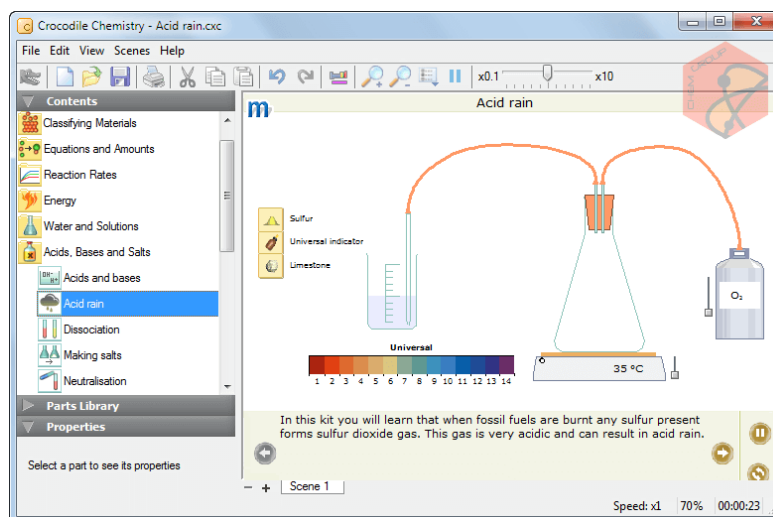 Crocodile Chemistry - Acid rain.cxc
File Edit View Scenes Help
x0.1 x10
Contents
Classifying Materials
Equations and Amounts
Reaction Rates
Energy
Water and Solutions
Acids, Bases and Salts
Acids and bases
Acid rain
Dissociation
Making salts
Neutralisation
Parts Library
Properties
Select a part to see its properties
m
Acid rain
CHEM GROUP
Sulfur
Universal indicator
Limestone
O₂
Universal
1 2 3 4 5 6 7 8 9 10 11 12 13 14
35 ºC
In this kit you will learn that when fossil fuels are burnt any sulfur present
forms sulfur dioxide gas. This gas is very acidic and can result in acid rain.
Scene 1
Speed: x1 70% 00:00:23